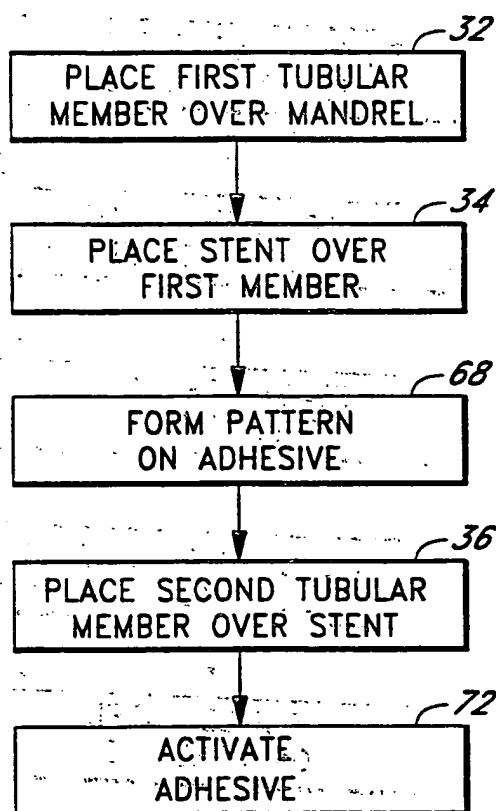 32
PLACE FIRST TUBULAR
MEMBER OVER MANDREL
34
PLACE STENT OVER
FIRST MEMBER
68
FORM PATTERN
ON ADHESIVE
36
PLACE SECOND TUBULAR
MEMBER OVER STENT
72
ACTIVATE
ADHESIVE